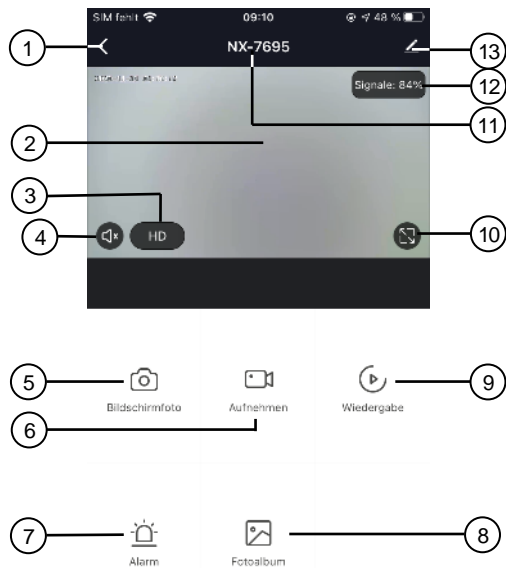 SIM fehlt 09:10 48 %
1 NX-7695 13
Signale: 84% 12
11
2
3
4 HD 10
5 Bildschirmfoto Aufnehmen Wiedergabe 9
6
7 8
Alarm Fotoalbum